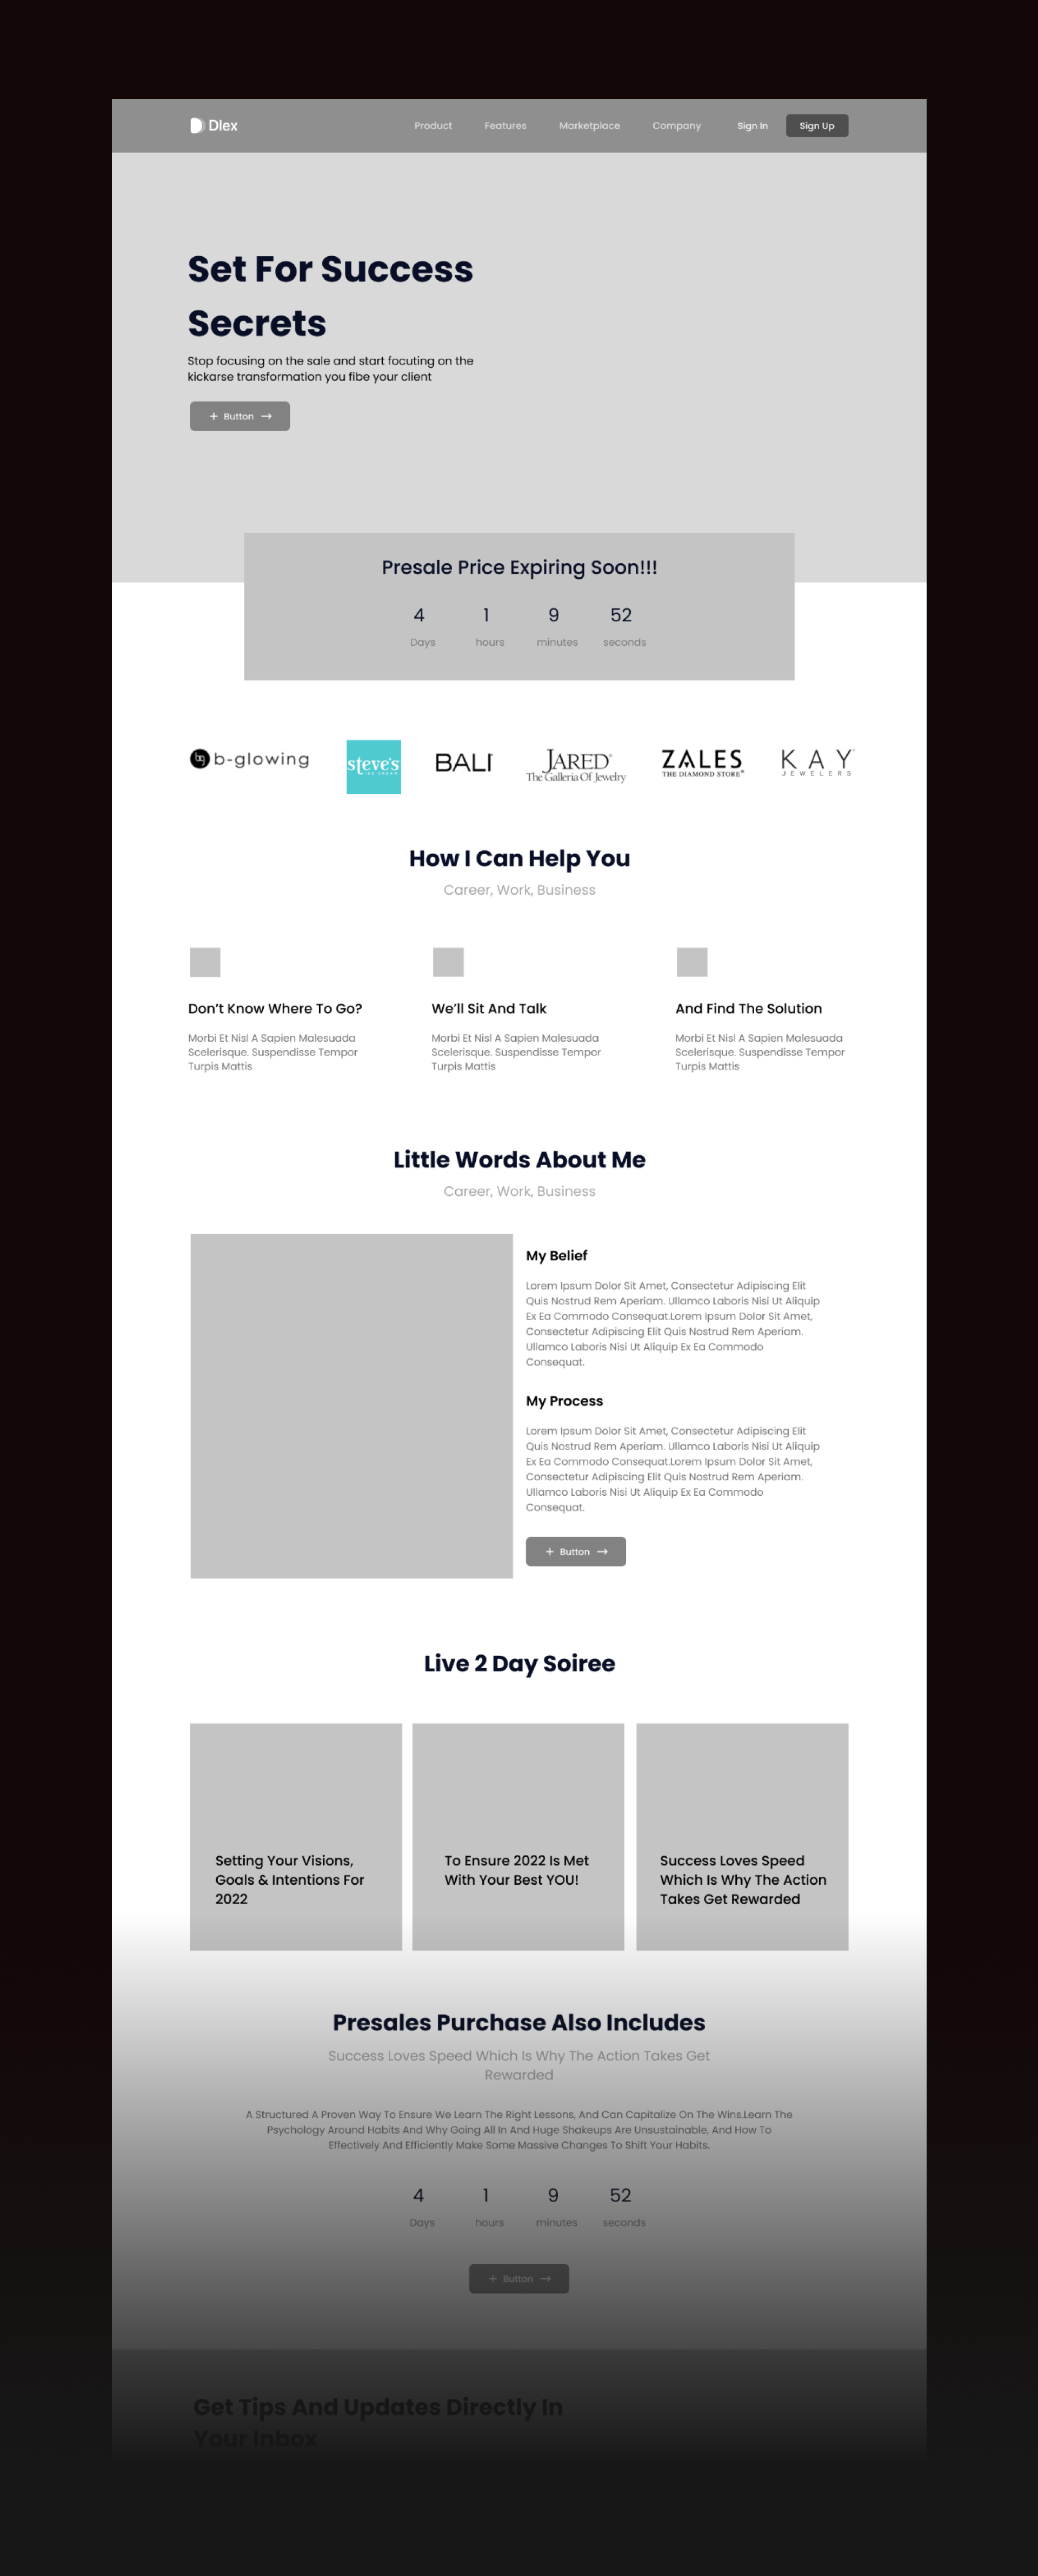 Dlex
Product Features Marketplace Company Sign In Sign Up
Set For Success
Secrets
Stop focusing on the sale and start focuting on the
kickarse transformation you fibe your client
+ Button →
Presale Price Expiring Soon!!!
4 1 9 52
Days hours minutes seconds
bg b-glowing
steve's
ICE CREAM
BALI
JARED®
The Galleria Of Jewelry
ZALES
THE DIAMOND STORE®
KAY
JEWELERS
How I Can Help You
Career, Work, Business
Don't Know Where To Go?
Morbi Et Nisl A Sapien Malesuada
Scelerisque. Suspendisse Tempor
Turpis Mattis
We'll Sit And Talk
Morbi Et Nisl A Sapien Malesuada
Scelerisque. Suspendisse Tempor
Turpis Mattis
And Find The Solution
Morbi Et Nisl A Sapien Malesuada
Scelerisque. Suspendisse Tempor
Turpis Mattis
Little Words About Me
Career, Work, Business
My Belief
Lorem Ipsum Dolor Sit Amet, Consectetur Adipiscing Elit
Quis Nostrud Rem Aperiam. Ullamco Laboris Nisi Ut Aliquip
Ex Ea Commodo Consequat.Lorem Ipsum Dolor Sit Amet,
Consectetur Adipiscing Elit Quis Nostrud Rem Aperiam.
Ullamco Laboris Nisi Ut Aliquip Ex Ea Commodo
Consequat.
My Process
Lorem Ipsum Dolor Sit Amet, Consectetur Adipiscing Elit
Quis Nostrud Rem Aperiam. Ullamco Laboris Nisi Ut Aliquip
Ex Ea Commodo Consequat.Lorem Ipsum Dolor Sit Amet,
Consectetur Adipiscing Elit Quis Nostrud Rem Aperiam.
Ullamco Laboris Nisi Ut Aliquip Ex Ea Commodo
Consequat.
+ Button →
Live 2 Day Soiree
Setting Your Visions,
Goals & Intentions For
2022
To Ensure 2022 Is Met
With Your Best YOU!
Success Loves Speed
Which Is Why The Action
Takes Get Rewarded
Presales Purchase Also Includes
Success Loves Speed Which Is Why The Action Takes Get
Rewarded
A Structured A Proven Way To Ensure We Learn The Right Lessons, And Can Capitalize On The Wins.Learn The
Psychology Around Habits And Why Going All In And Huge Shakeups Are Unsustainable, And How To
Effectively And Efficiently Make Some Massive Changes To Shift Your Habits.
4 1 9 52
Days hours minutes seconds
+ Button →
Get Tips And Updates Directly In
Your Inbox